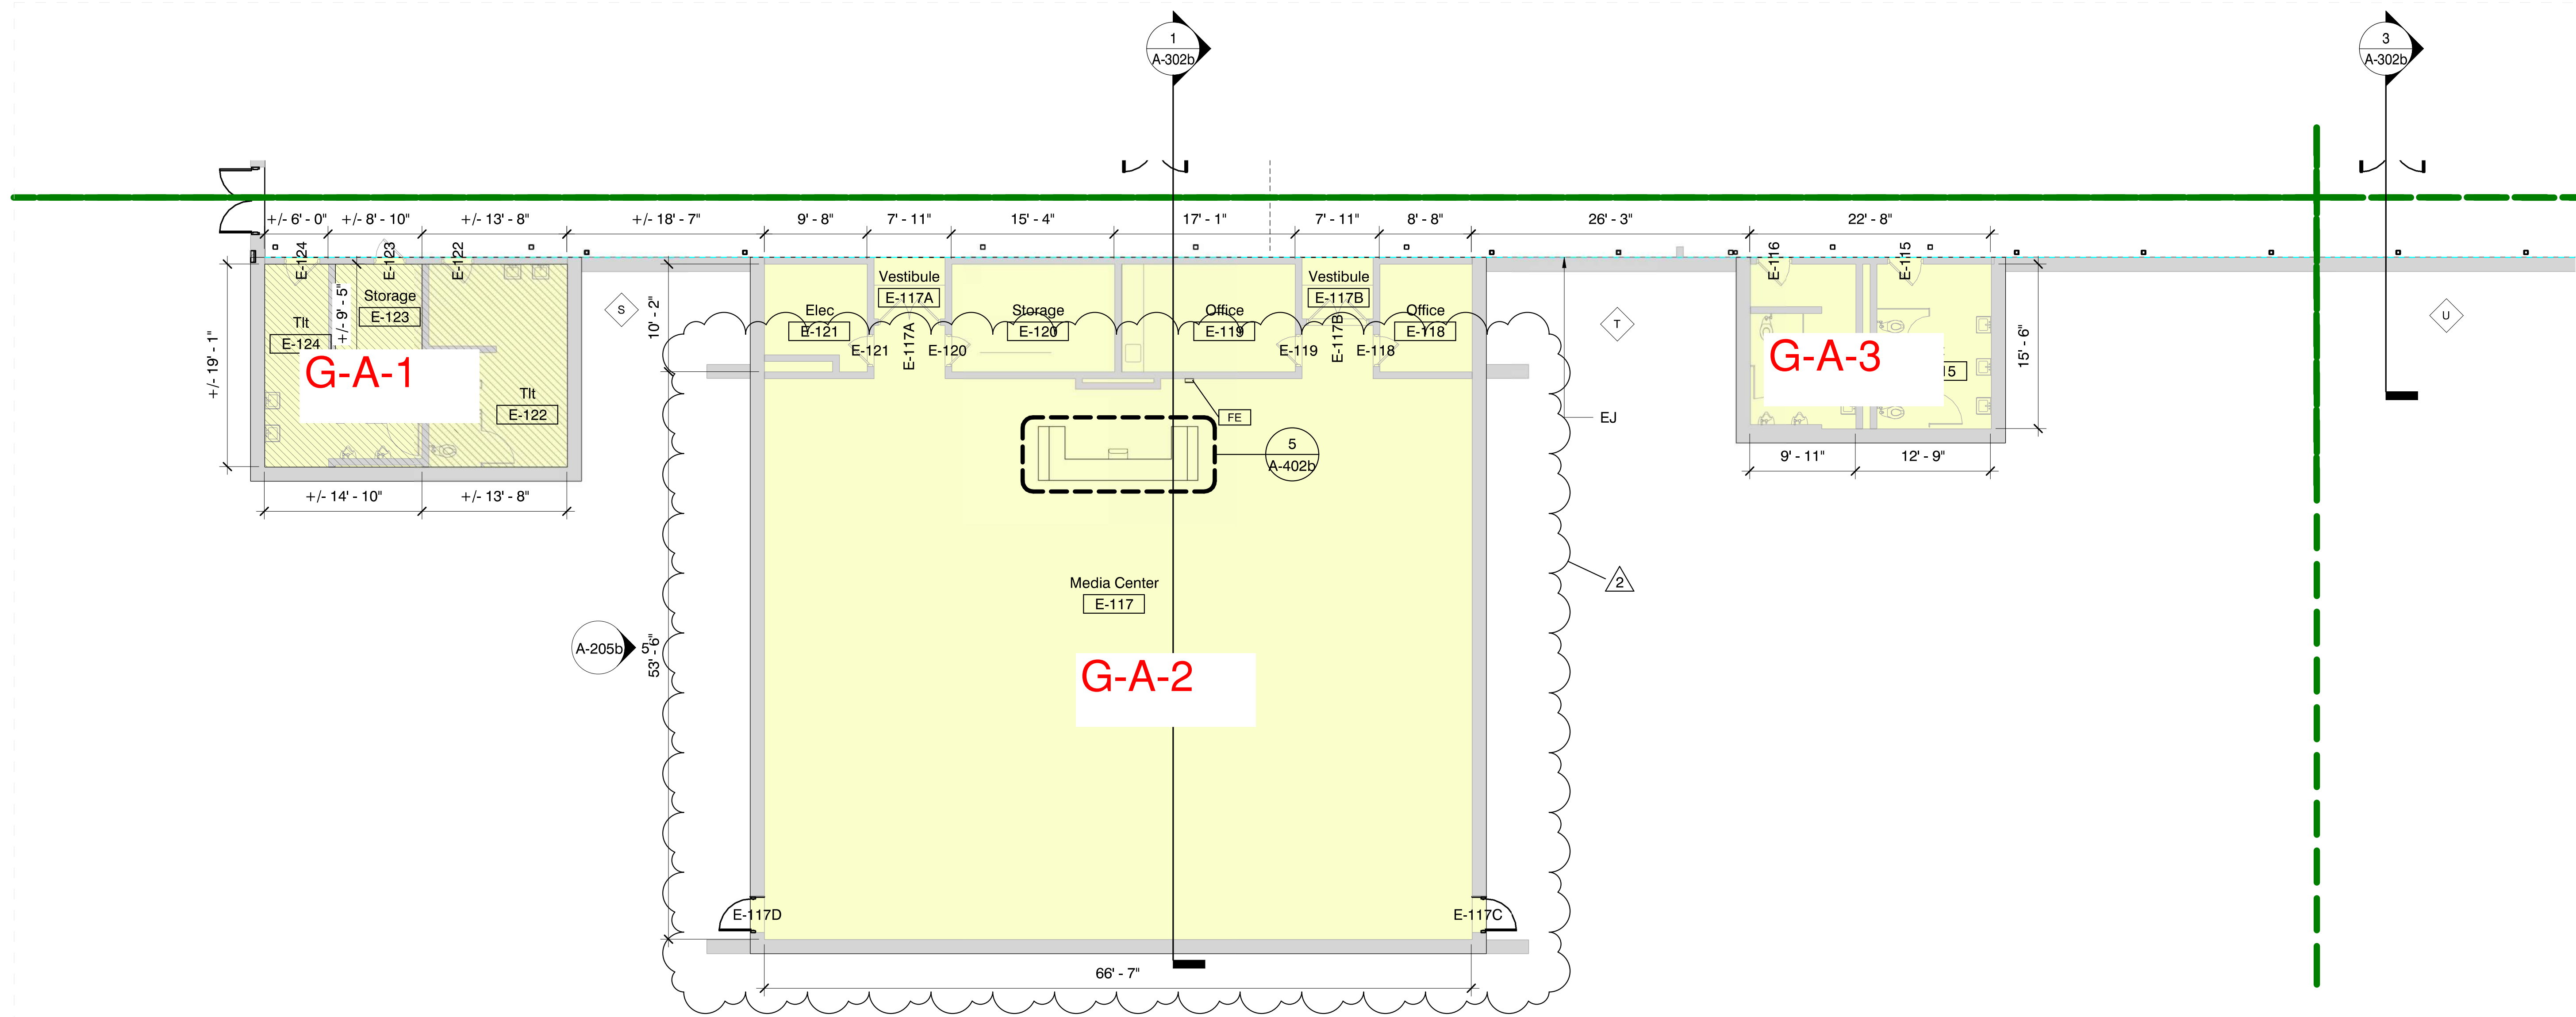 1
A-302b
3
A-302b
+/- 6' - 0"
+/- 8' - 10"
+/- 13' - 8"
+/- 18' - 7"
9' - 8"
7' - 11"
15' - 4"
17' - 1"
7' - 11"
8' - 8"
26' - 3"
22' - 8"
E-124
E-123
E-122
E-116
E-115
Storage
E-123
+/- 9' - 5"
Tlt
E-124
G-A-1
Tlt
E-122
+/- 19' - 1"
+/- 14' - 10"
+/- 13' - 8"
S
10' - 2"
Elec
E-121
Vestibule
E-117A
Storage
E-120
Office
E-119
Vestibule
E-117B
Office
E-118
E-121
E-117A
E-120
E-119
E-117B
E-118
FE
5
A-402b
EJ
T
G-A-3
15
15' - 6"
9' - 11"
12' - 9"
U
Media Center
E-117
2
A-205b
5
53' - 6"
G-A-2
E-117D
E-117C
66' - 7"